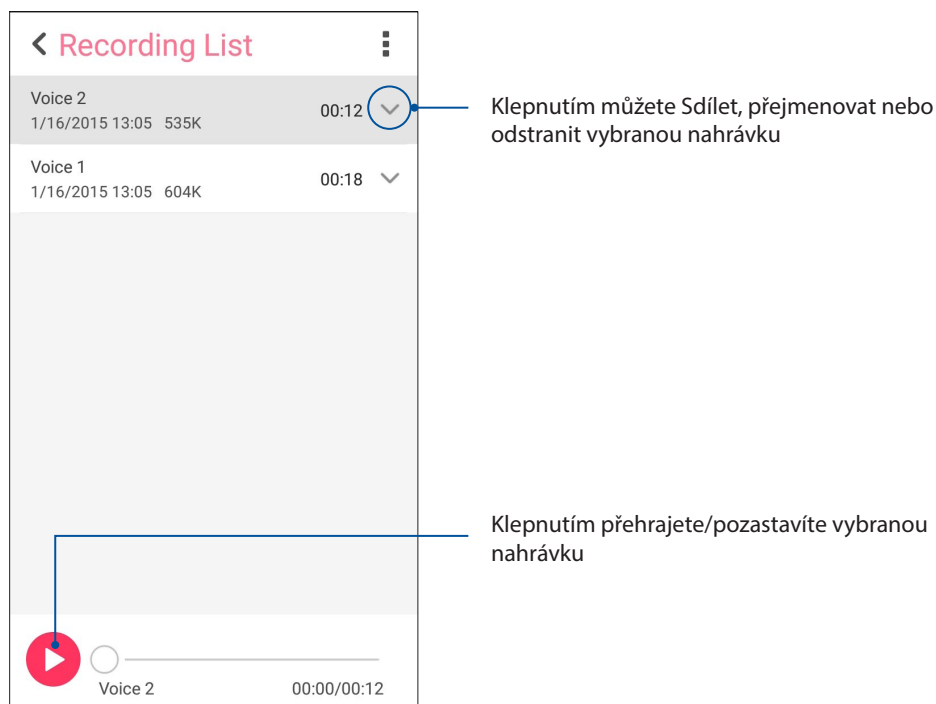 Recording List
Voice 2
1/16/2015 13:05 535K
00:12
Klepnutím můžete Sdílet, přejmenovat nebo
odstranit vybranou nahrávku
Voice 1
1/16/2015 13:05 604K
00:18
Klepnutím přehrajete/pozastavíte vybranou
nahrávku
Voice 2
00:00/00:12